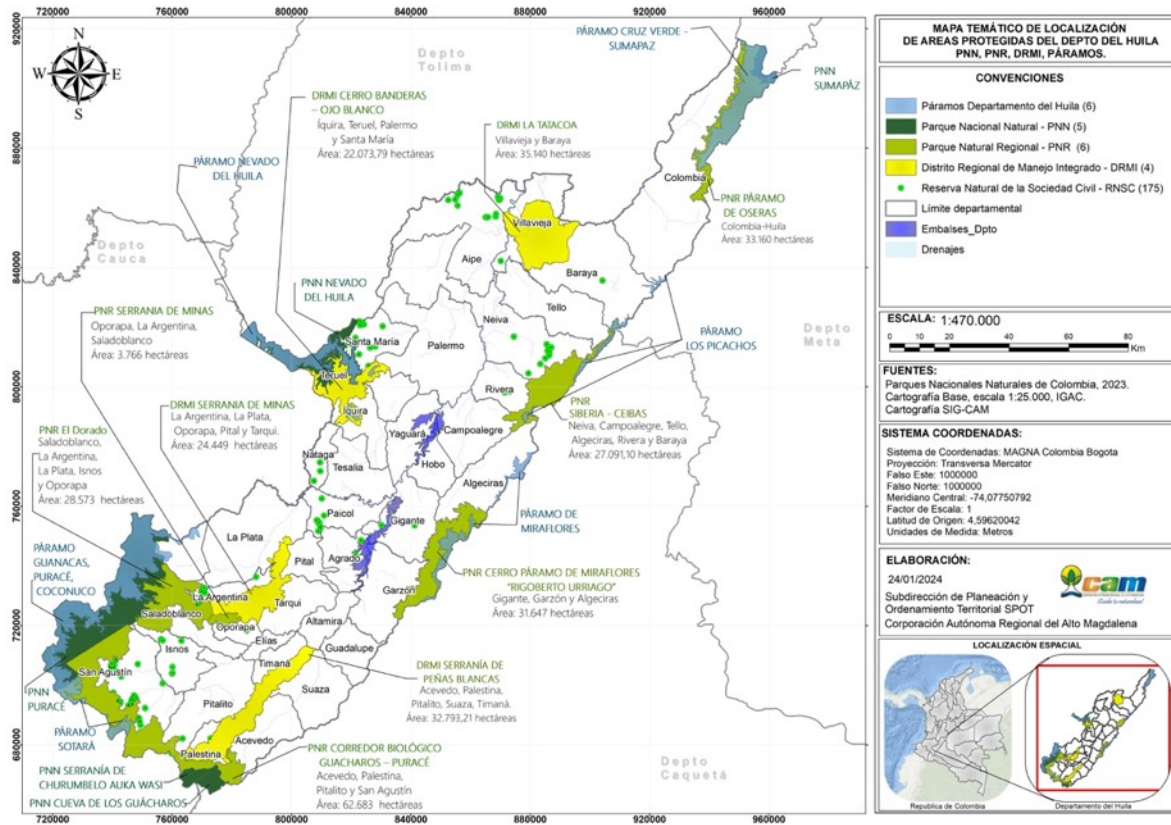 720000 760000 800000 840000 880000 920000 960000
920000
880000
840000
800000
760000
720000
680000
N
W E
S
Depto
Tolima
Depto
Cauca
Depto
Meta
Depto
Caquetá
PÁRAMO CRUZ VERDE -
SUMAPAZ
PNN
SUMAPÁZ
DRMI CERRO BANDERAS
– OJO BLANCO
Íquira, Teruel, Palermo
y Santa María
Área: 22.073,79 hectáreas
DRMI LA TATACOA
Villavieja y Baraya
Área: 35.140 hectáreas
PÁRAMO NEVADO
DEL HUILA
PNR PÁRAMO
DE OSERAS
Colombia-Huila
Área: 33.160 hectáreas
PNN NEVADO
DEL HUILA
PNR SERRANIA DE MINAS
Oporapa, La Argentina,
Saladoblanco
Área: 3.766 hectáreas
PÁRAMO
LOS PICACHOS
DRMI SERRANIA DE MINAS
La Argentina, La Plata,
Oporapa, Pital y Tarqui.
Área: 24.449 hectáreas
PNR
SIBERIA - CEIBAS
Neiva, Campoalegre, Tello,
Algeciras, Rivera y Baraya
Área: 27.091,10 hectáreas
PNR El Dorado
Saladoblanco,
La Argentina,
La Plata, Isnos
y Oporapa
Área: 28.573 hectáreas
PÁRAMO DE
MIRAFLORES
PÁRAMO
GUANACAS,
PURACÉ,
COCONUCO
PNR CERRO PÁRAMO DE MIRAFLORES
"RIGOBERTO URRIAGO"
Gigante, Garzón y Algeciras
Área: 31.647 hectáreas
DRMI SERRANÍA DE
PEÑAS BLANCAS
Acevedo, Palestina,
Pitalito, Suaza, Timaná.
Área: 32.793,21 hectáreas
PNN
PURACÉ
PÁRAMO
SOTARÁ
PNN SERRANÍA DE
CHURUMBELO AUKA WASI
PNN CUEVA DE LOS GUÁCHAROS
PNR CORREDOR BIOLÓGICO
GUACHAROS – PURACÉ
Acevedo, Palestina,
Pitalito y San Agustín
Área: 62.683 hectáreas
Colombia
Villavieja
Aipe
Baraya
Tello
Neiva
Santa María
Palermo
Teruel
Rivera
Íquira
Yaguará
Campoalegre
Nátaga
Tesalia
Hobo
Algeciras
Paicol
Gigante
La Plata
Pital
Agrado
Garzón
La Argentina
Tarqui
Saladoblanco
Oporapa
Altamira
Elías
Guadalupe
Isnos
San Agustín
Timaná
Suaza
Pitalito
Acevedo
Palestina
720000 760000 800000 840000 880000 920000 960000
MAPA TEMÁTICO DE LOCALIZACIÓN
DE AREAS PROTEGIDAS DEL DEPTO DEL HUILA
PNN, PNR, DRMI, PÁRAMOS.
CONVENCIONES
Páramos Departamento del Huila (6)
Parque Nacional Natural - PNN (5)
Parque Natural Regional - PNR (6)
Distrito Regional de Manejo Integrado - DRMI (4)
Reserva Natural de la Sociedad Civil - RNSC (175)
Límite departamental
Embalses_Dpto
Drenajes
ESCALA: 1:470.000
0 10 20 40 60 80
Km
FUENTES:
Parques Nacionales Naturales de Colombia, 2023.
Cartografía Base, escala 1:25.000, IGAC.
Cartografía SIG-CAM
SISTEMA COORDENADAS:
Sistema de Coordenadas: MAGNA Colombia Bogota
Proyección: Transversa Mercator
Falso Este: 1000000
Falso Norte: 1000000
Meridiano Central: -74,07750792
Factor de Escala: 1
Latitud de Origen: 4,59620042
Unidades de Medida: Metros
ELABORACIÓN:
24/01/2024
Subdirección de Planeación y
Ordenamiento Territorial SPOT
Corporación Autónoma Regional del Alto Magdalena
cam
LOCALIZACIÓN ESPACIAL
Republica de Colombia
Departamento del Huila